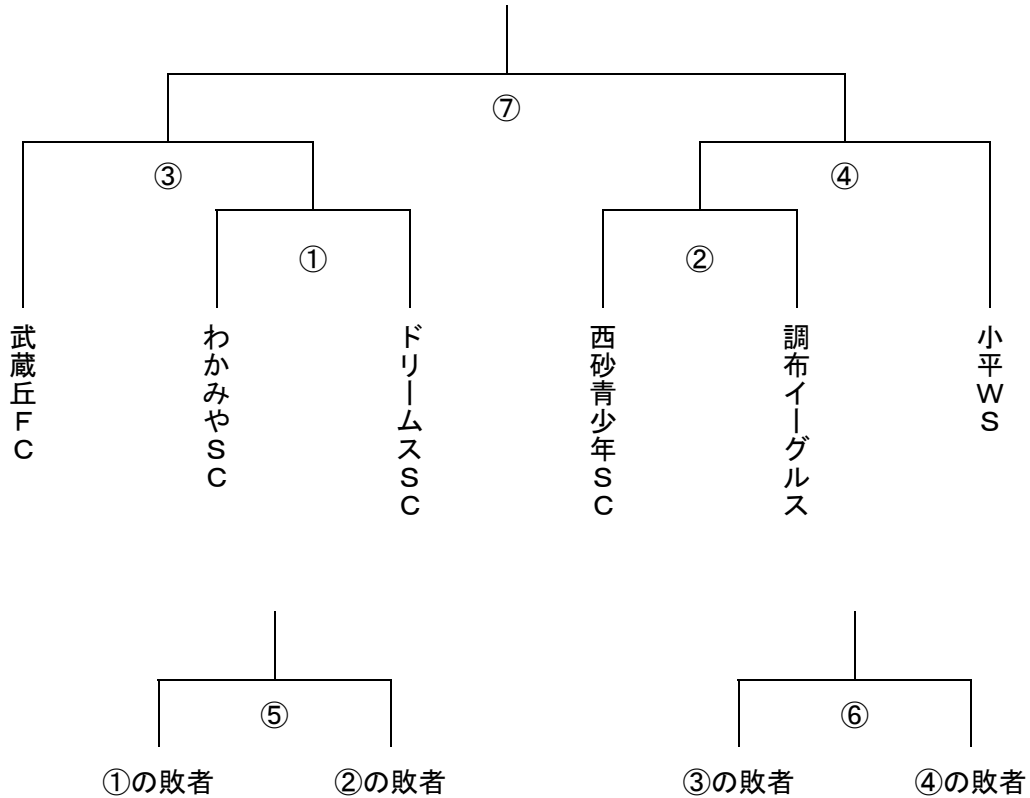 ⑦
③
④
①
②
武蔵丘ＦＣ
わかみやＳＣ
ドリームスＳＣ
西砂青少年ＳＣ
調布イーグルス
小平ＷＳ
⑤
⑥
①の敗者
②の敗者
③の敗者
④の敗者